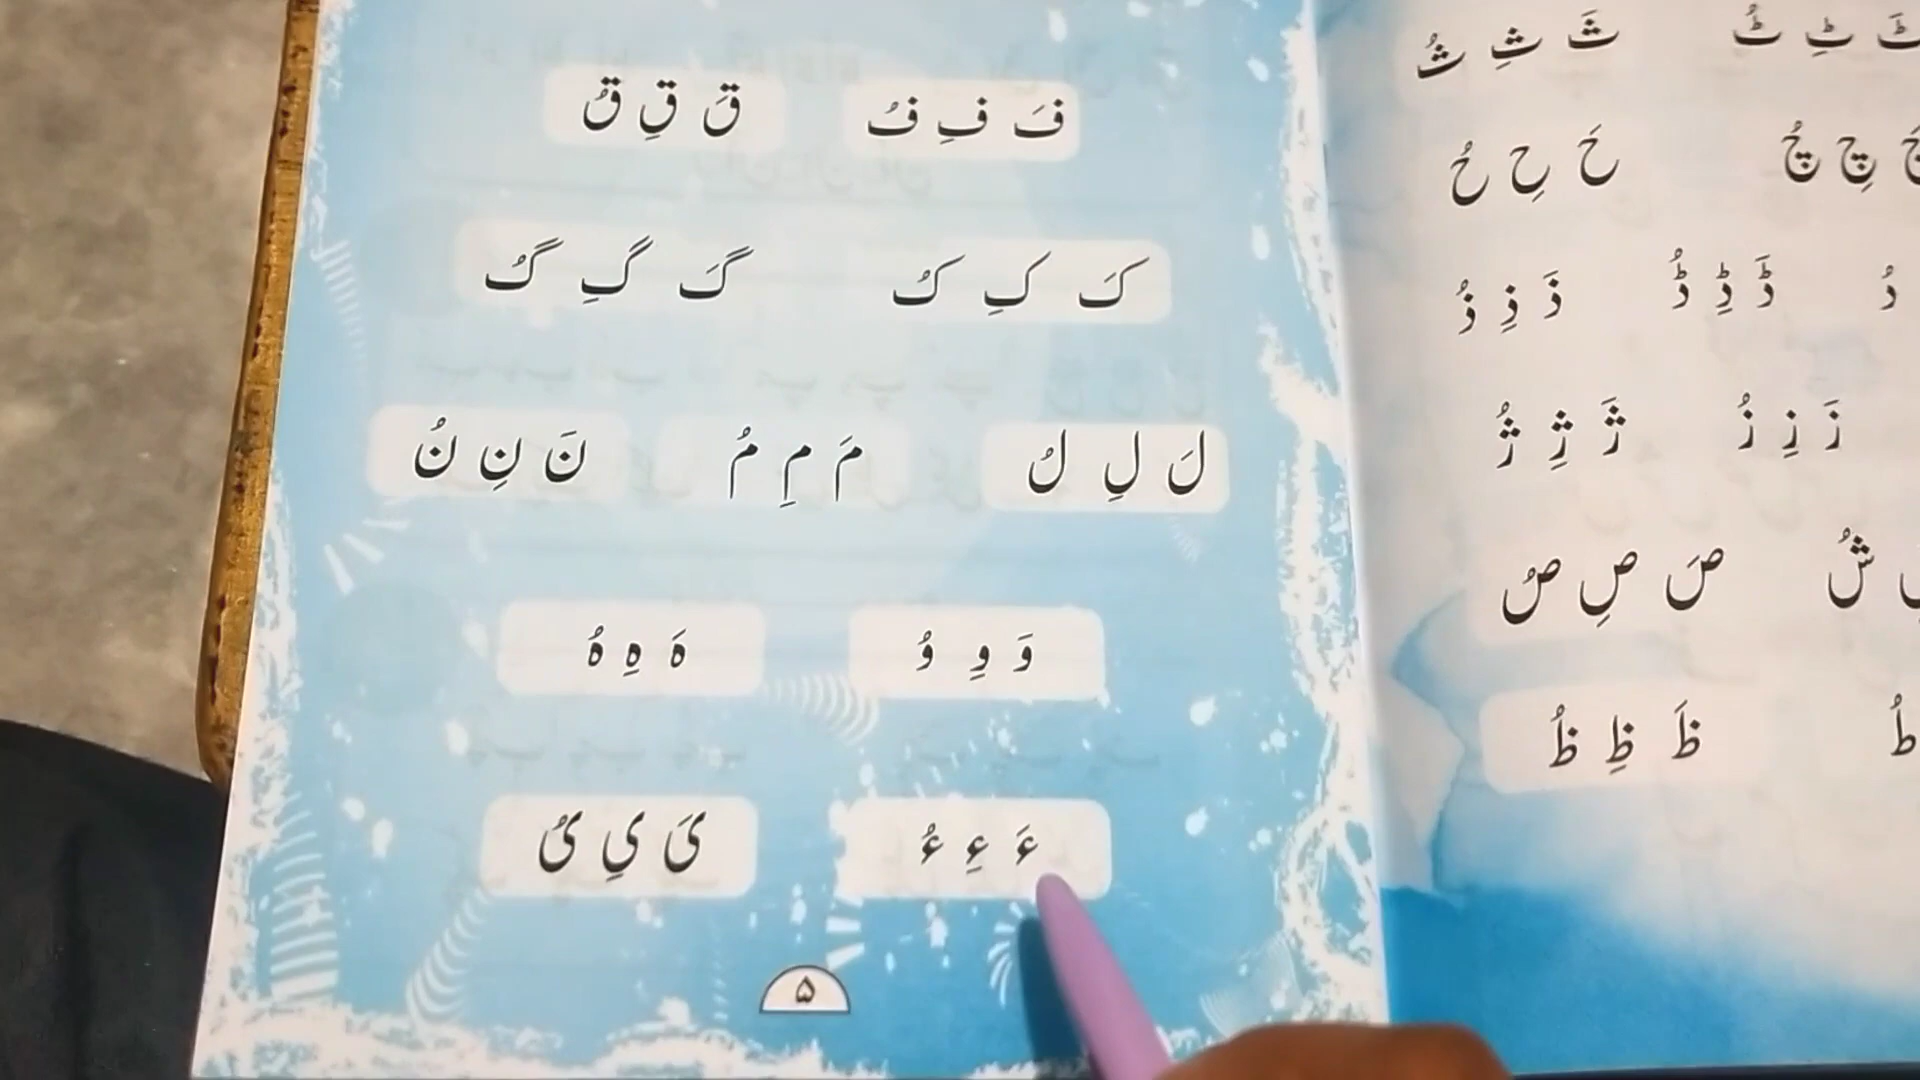 ثَ ثِ ثُ
ٹِ ٹُ
حَ حِ حُ
چِ چُ
ذَ ذِ ذُ
ڈَ ڈِ ڈُ
دُ
ژَ ژِ ژُ
زَ زِ زُ
صَ صِ صُ
شُ
ظَ ظِ ظُ
طُ
فَ فِ فُ قَ قِ قُ
کَ کِ کُ گَ گِ گُ
لَ لِ لُ مَ مِ مُ نَ نِ نُ
وَ وِ وُ ہَ ہِ ہُ
ءَ ءِ ءُ یَ یِ یُ
۵